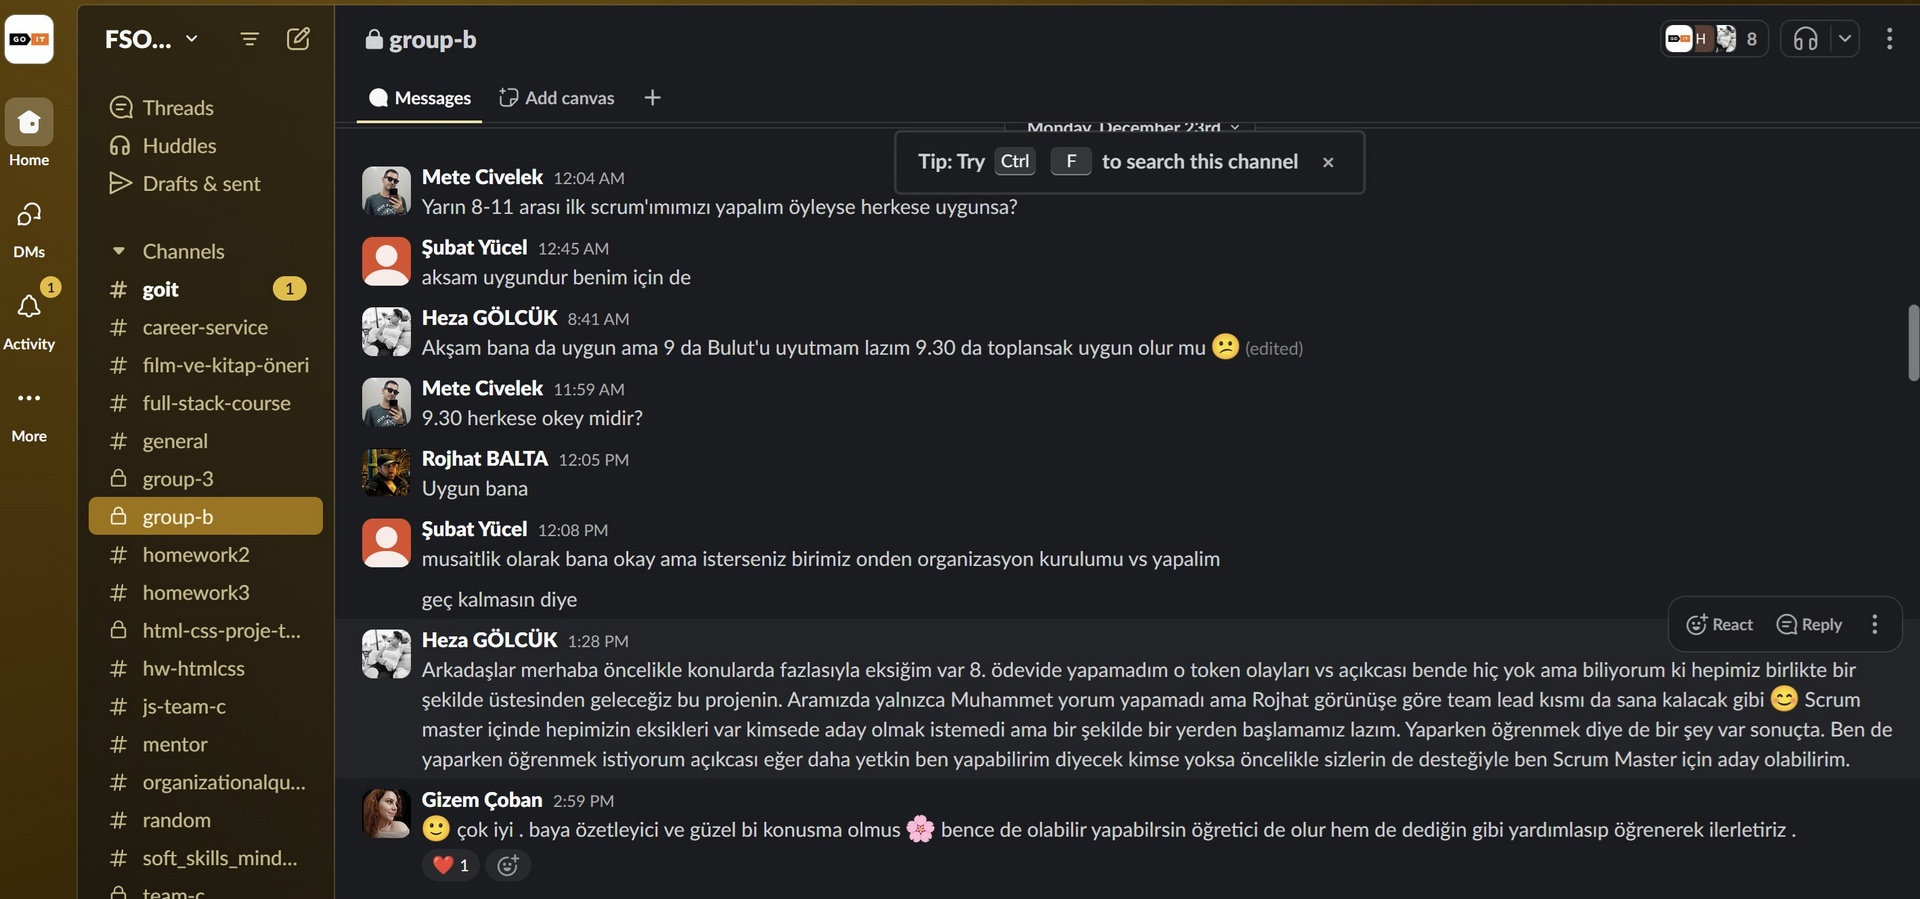 GO IT
FSO...
group-b
H
8
Home
DMs
1
Activity
More
Threads
Huddles
Drafts & sent
Channels
# goit 1
# career-service
# film-ve-kitap-öneri
# full-stack-course
# general
group-3
group-b
# homework2
# homework3
html-css-proje-t...
# hw-htmlcss
# js-team-c
# mentor
# organizationalqu...
# random
# soft_skills_mind...
team-c
Messages
Add canvas
Monday, December 23rd
Tip: Try Ctrl F to search this channel
Mete Civelek 12:04 AM
Yarın 8-11 arası ilk scrum'ımımızı yapalım öyleyse herkese uygunsa?
Şubat Yücel 12:45 AM
aksam uygundur benim için de
Heza GÖLCÜK 8:41 AM
Akşam bana da uygun ama 9 da Bulut'u uyutmam lazım 9.30 da toplansak uygun olur mu 😕 (edited)
Mete Civelek 11:59 AM
9.30 herkese okey midir?
Rojhat BALTA 12:05 PM
Uygun bana
Şubat Yücel 12:08 PM
musaitlik olarak bana okay ama isterseniz birimiz onden organizasyon kurulumu vs yapalim
geç kalmasın diye
React Reply
Heza GÖLCÜK 1:28 PM
Arkadaşlar merhaba öncelikle konularda fazlasıyla eksiğim var 8. ödevide yapamadım o token olayları vs açıkcası bende hiç yok ama biliyorum ki hepimiz birlikte bir
şekilde üstesinden geleceğiz bu projenin. Aramızda yalnızca Muhammet yorum yapamadı ama Rojhat görünüşe göre team lead kısmı da sana kalacak gibi 😊 Scrum
master içinde hepimizin eksikleri var kimsede aday olmak istemedi ama bir şekilde bir yerden başlamamız lazım. Yaparken öğrenmek diye de bir şey var sonuçta. Ben de
yaparken öğrenmek istiyorum açıkcası eğer daha yetkin ben yapabilirim diyecek kimse yoksa öncelikle sizlerin de desteğiyle ben Scrum Master için aday olabilirim.
Gizem Çoban 2:59 PM
🙂 çok iyi . baya özetleyici ve güzel bi konusma olmus 🌸 bence de olabilir yapabilrsin öğretici de olur hem de dediğin gibi yardımlasıp öğrenerek ilerletiriz .
❤️ 1